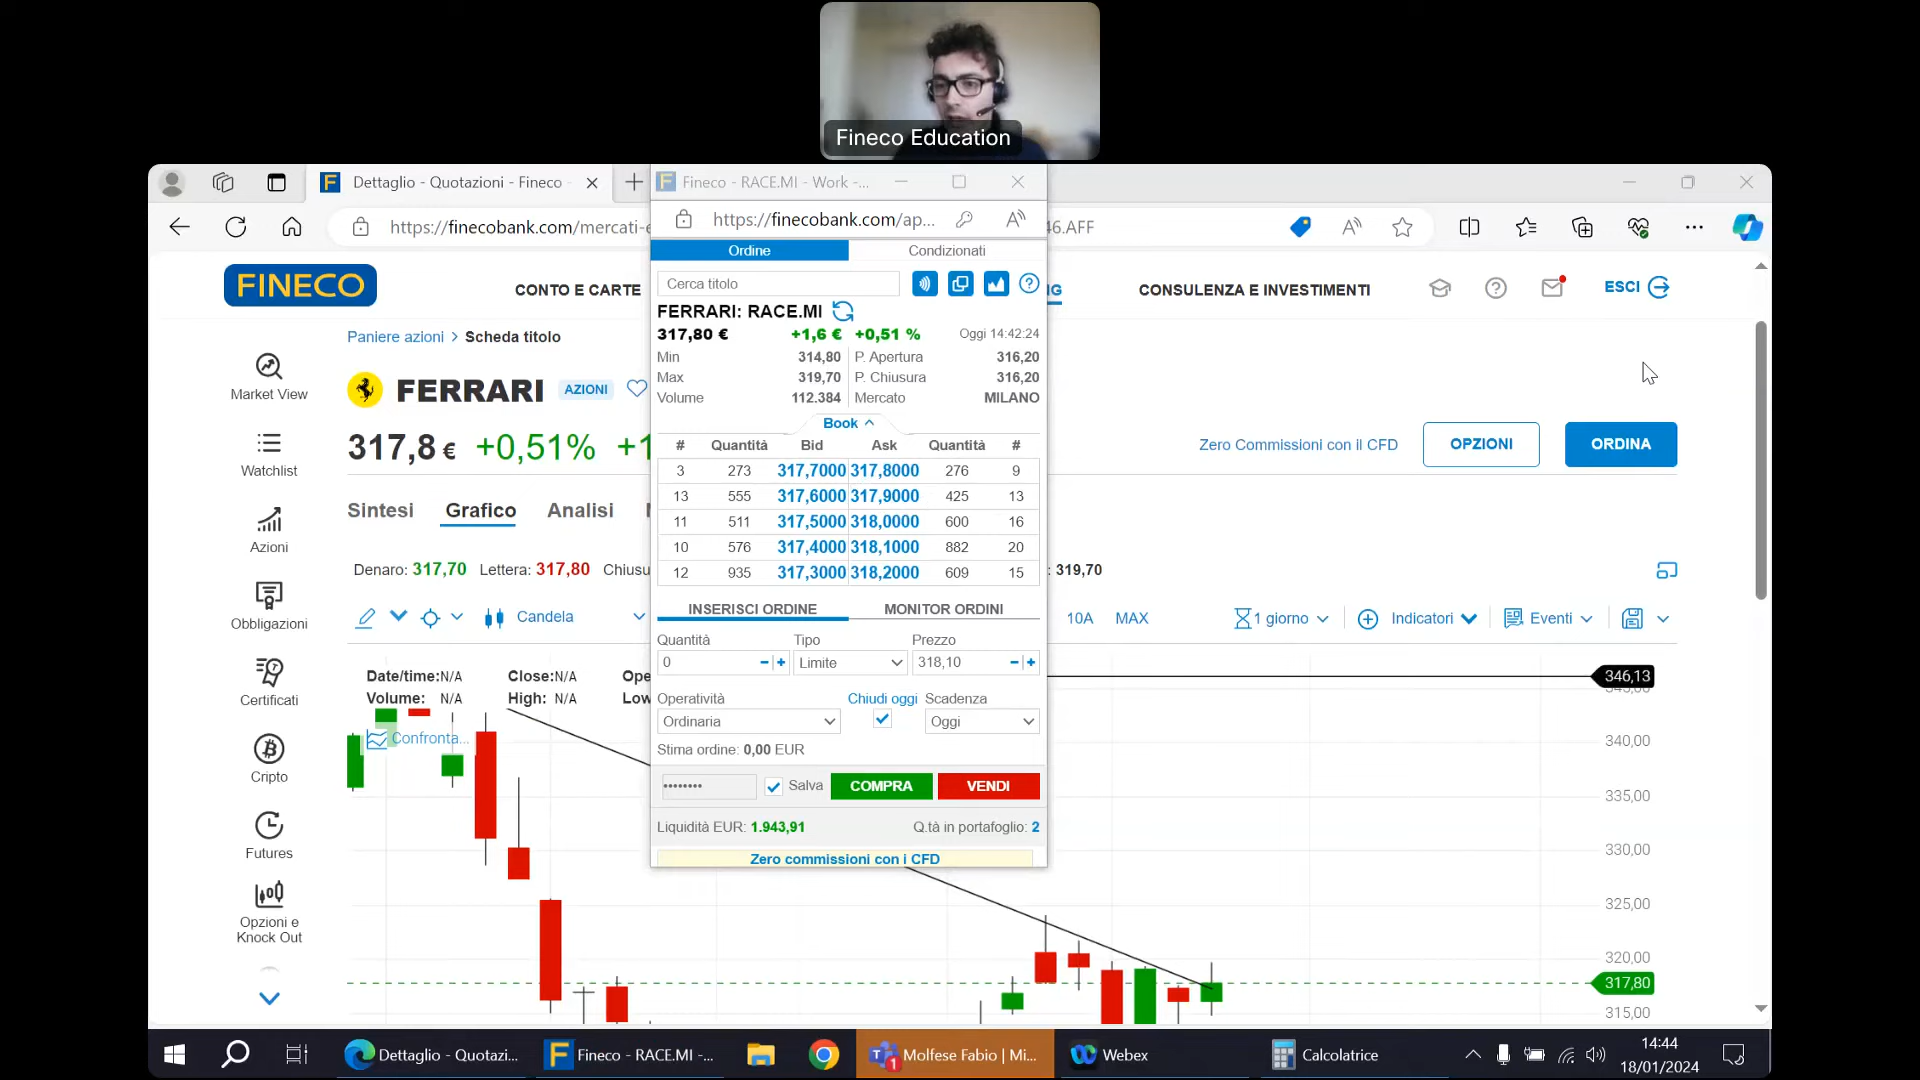 Fineco Education
Dettaglio - Quotazioni - Fineco
Fineco - RACE.MI - Work -...
https://finecobank.com/mercati-e
https://finecobank.com/ap...
46.AFF
FINECO
CONTO E CARTE
NG
CONSULENZA E INVESTIMENTI
ESCI
Ordine
Condizionati
Cerca titolo
FERRARI: RACE.MI
317,80 € +1,6 € +0,51 % Oggi 14:42:24
Min 314,80 P. Apertura 316,20
Max 319,70 P. Chiusura 316,20
Volume 112.384 Mercato MILANO
Book
# Quantità Bid Ask Quantità #
3 273 317,7000 317,8000 276 9
13 555 317,6000 317,9000 425 13
11 511 317,5000 318,0000 600 16
10 576 317,4000 318,1000 882 20
12 935 317,3000 318,2000 609 15
INSERISCI ORDINE MONITOR ORDINI
Quantità Tipo Prezzo
0 Limite 318,10
Operatività Chiudi oggi Scadenza
Ordinaria Oggi
Stima ordine: 0,00 EUR
•••••••• Salva COMPRA VENDI
Liquidità EUR: 1.943,91 Q.tà in portafoglio: 2
Zero commissioni con i CFD
Paniere azioni > Scheda titolo
FERRARI AZIONI
317,8 € +0,51% +1
Zero Commissioni con il CFD
OPZIONI
ORDINA
Sintesi Grafico Analisi
Denaro: 317,70 Lettera: 317,80 Chiusu
: 319,70
Candela
10A MAX 1 giorno Indicatori Eventi
Date/time:N/A Close:N/A Ope
Volume: N/A High: N/A Low
Confronta...
346,13
345,00
340,00
335,00
330,00
325,00
320,00
317,80
315,00
Market View
Watchlist
Azioni
Obbligazioni
Certificati
Cripto
Futures
Opzioni e
Knock Out
Dettaglio - Quotazi...
Fineco - RACE.MI -...
1
Molfese Fabio | Mi...
Webex
Calcolatrice
14:44
18/01/2024